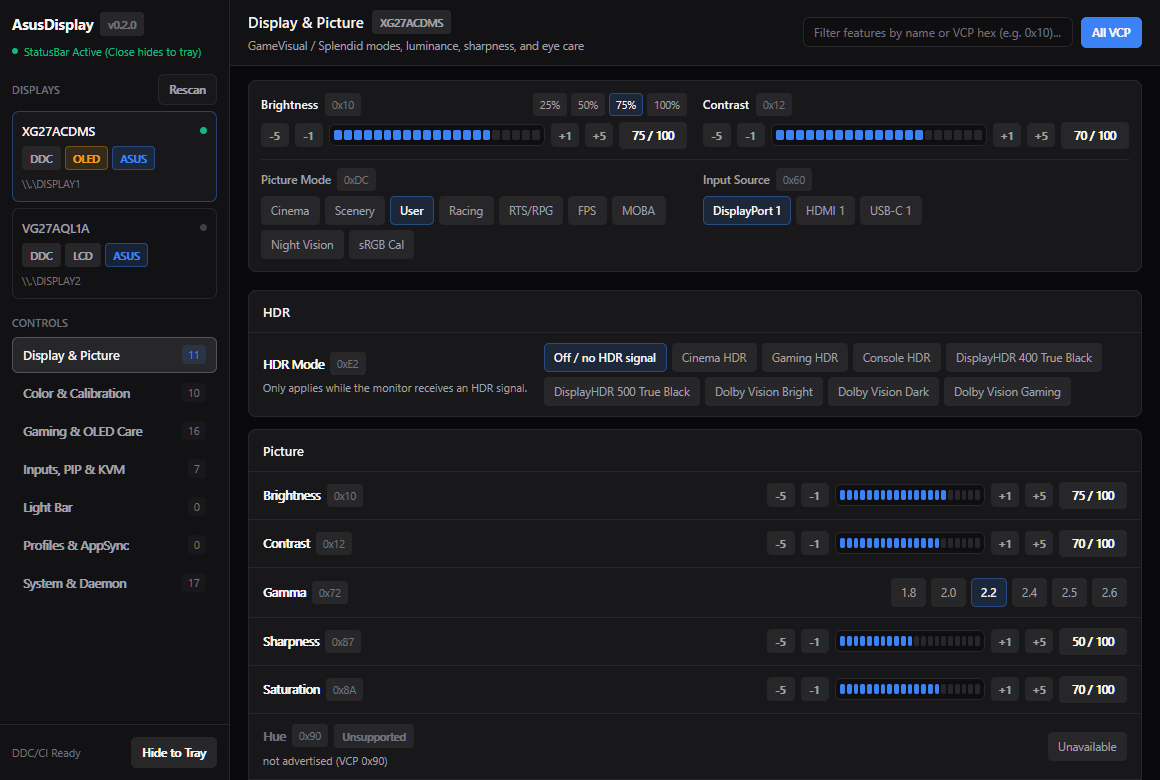 AsusDisplay v0.2.0
StatusBar Active (Close hides to tray)
DISPLAYS Rescan
XG27ACDMS
DDC OLED ASUS
\\.\DISPLAY1
VG27AQL1A
DDC LCD ASUS
\\.\DISPLAY2
CONTROLS
Display & Picture 11
Color & Calibration 10
Gaming & OLED Care 16
Inputs, PIP & KVM 7
Light Bar 0
Profiles & AppSync 0
System & Daemon 17
DDC/CI Ready Hide to Tray
Display & Picture XG27ACDMS
GameVisual / Splendid modes, luminance, sharpness, and eye care
Filter features by name or VCP hex (e.g. 0x10)... All VCP
Brightness 0x10 25% 50% 75% 100%
-5 -1 +1 +5 75 / 100
Contrast 0x12
-5 -1 +1 +5 70 / 100
Picture Mode 0xDC
Cinema Scenery User Racing RTS/RPG FPS MOBA
Night Vision sRGB Cal
Input Source 0x60
DisplayPort 1 HDMI 1 USB-C 1
HDR
HDR Mode 0xE2
Only applies while the monitor receives an HDR signal.
Off / no HDR signal Cinema HDR Gaming HDR Console HDR DisplayHDR 400 True Black
DisplayHDR 500 True Black Dolby Vision Bright Dolby Vision Dark Dolby Vision Gaming
Picture
Brightness 0x10 -5 -1 +1 +5 75 / 100
Contrast 0x12 -5 -1 +1 +5 70 / 100
Gamma 0x72 1.8 2.0 2.2 2.4 2.5 2.6
Sharpness 0x87 -5 -1 +1 +5 50 / 100
Saturation 0x8A -5 -1 +1 +5 70 / 100
Hue 0x90 Unsupported
not advertised (VCP 0x90)
Unavailable